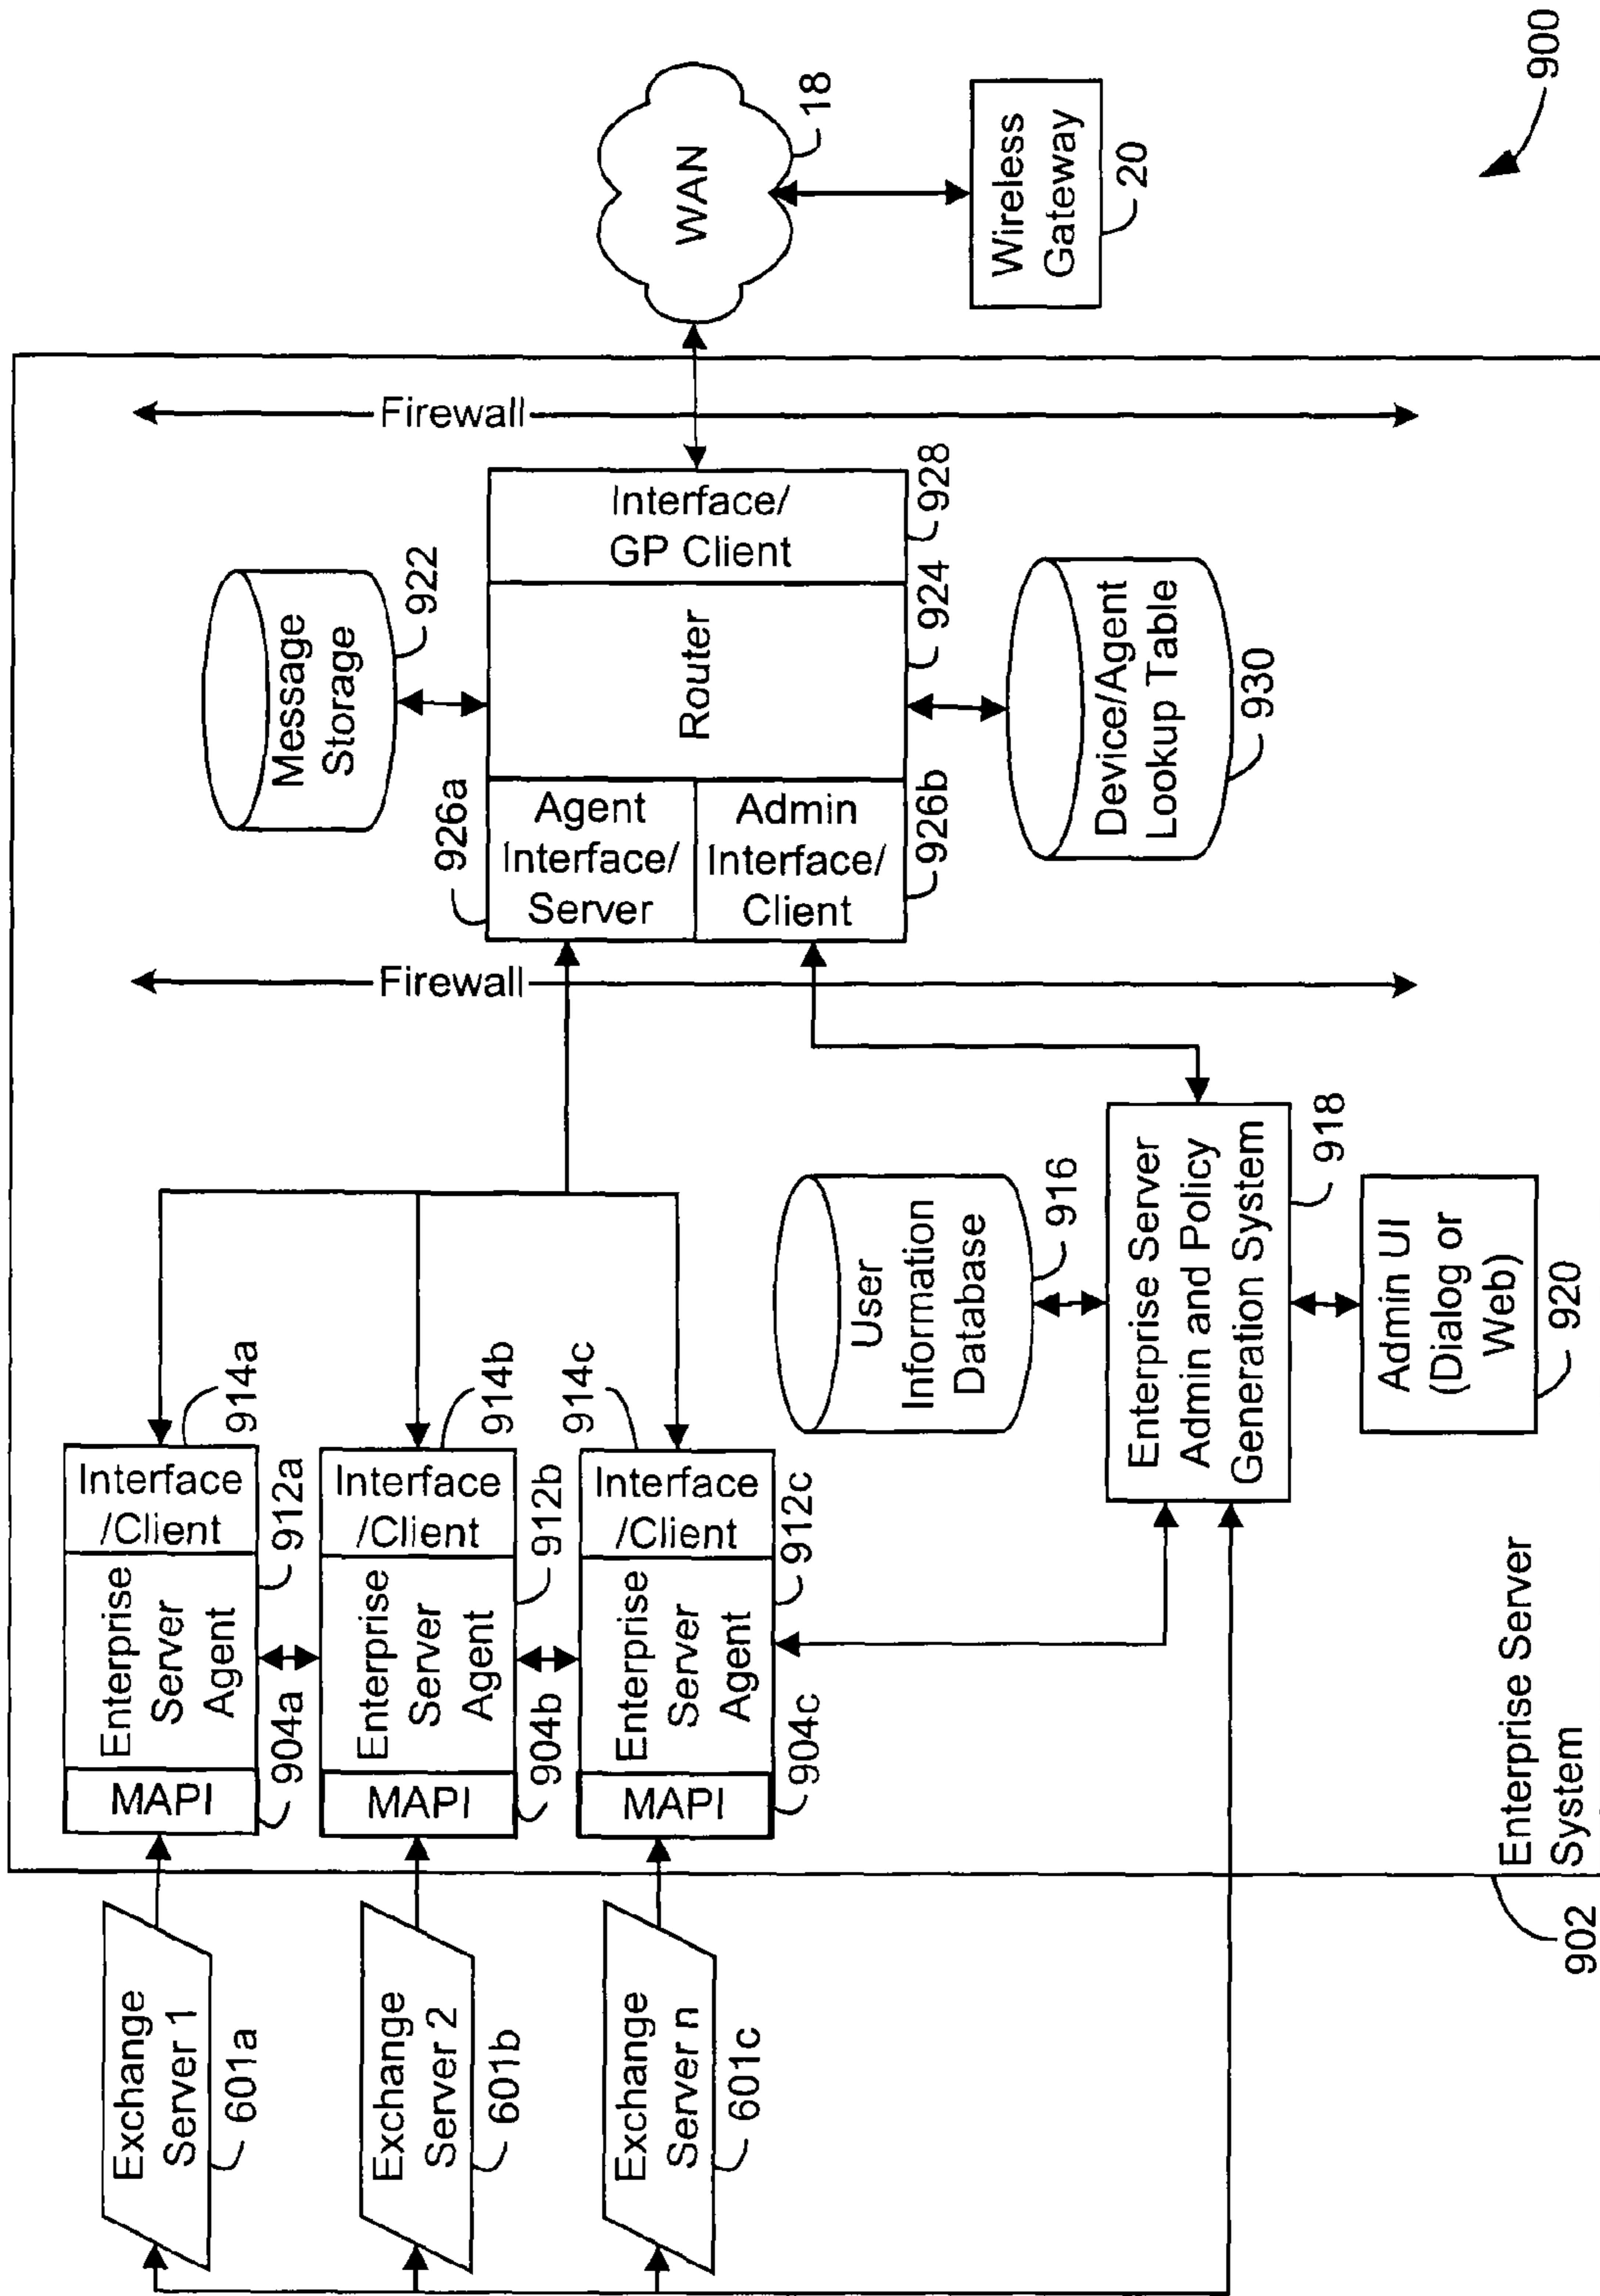 Exchange
Server 1
601a
Exchange
Server 2
601b
Exchange
Server n
601c
MAPI
904a
Enterprise
Server
Agent
912a
Interface
/Client
914a
MAPI
904b
Enterprise
Server
Agent
912b
Interface
/Client
914b
MAPI
904c
Enterprise
Server
Agent
912c
Interface
/Client
914c
User
Information
Database
916
Enterprise Server
Admin and Policy
Generation System
918
Admin UI
(Dialog or
Web)
920
Enterprise Server
System
902
Firewall
Message
Storage
922
926a
Agent
Interface/
Server
Admin
Interface/
Client
926b
Router
924
Interface/
GP Client
928
Device/Agent
Lookup Table
930
Firewall
WAN
18
Wireless
Gateway
20
900